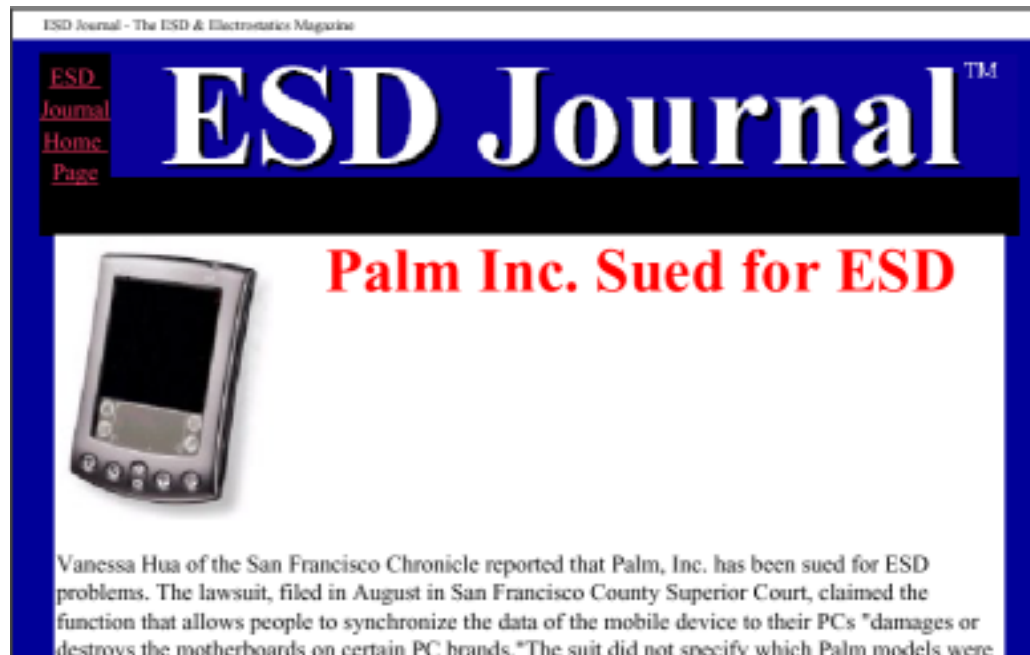 ESD Journal - The ESD & Electrostatics Magazine
ESD
Journal
Home
Page
ESD Journal™
Palm Inc. Sued for ESD
Vanessa Hua of the San Francisco Chronicle reported that Palm, Inc. has been sued for ESD
problems. The lawsuit, filed in August in San Francisco County Superior Court, claimed the
function that allows people to synchronize the data of the mobile device to their PCs "damages or
destroys the motherboards on certain PC brands."The suit did not specify which Palm models were